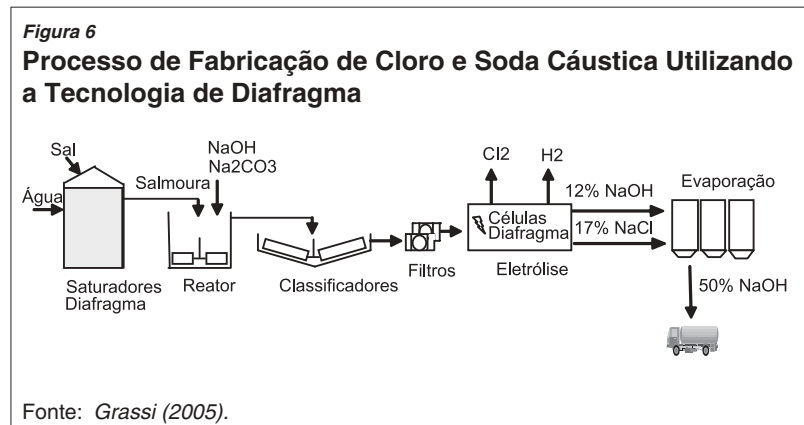 Figura 6
Processo de Fabricação de Cloro e Soda Cáustica Utilizando
a Tecnologia de Diafragma
Sal
Água
Salmoura
NaOH
Na2CO3
Cl2
H2
12% NaOH
17% NaCl
Evaporação
Células
Diafragma
Saturadores
Diafragma
Reator
Classificadores
Filtros
Eletrólise
50% NaOH
Fonte: Grassi (2005).